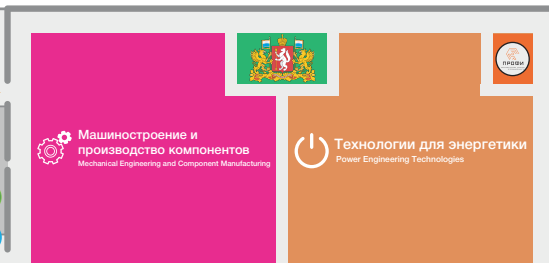 ПРОФИ
Машиностроение и
производство компонентов
Mechanical Engineering and Component Manufacturing
Технологии для энергетики
Power Engineering Technologies